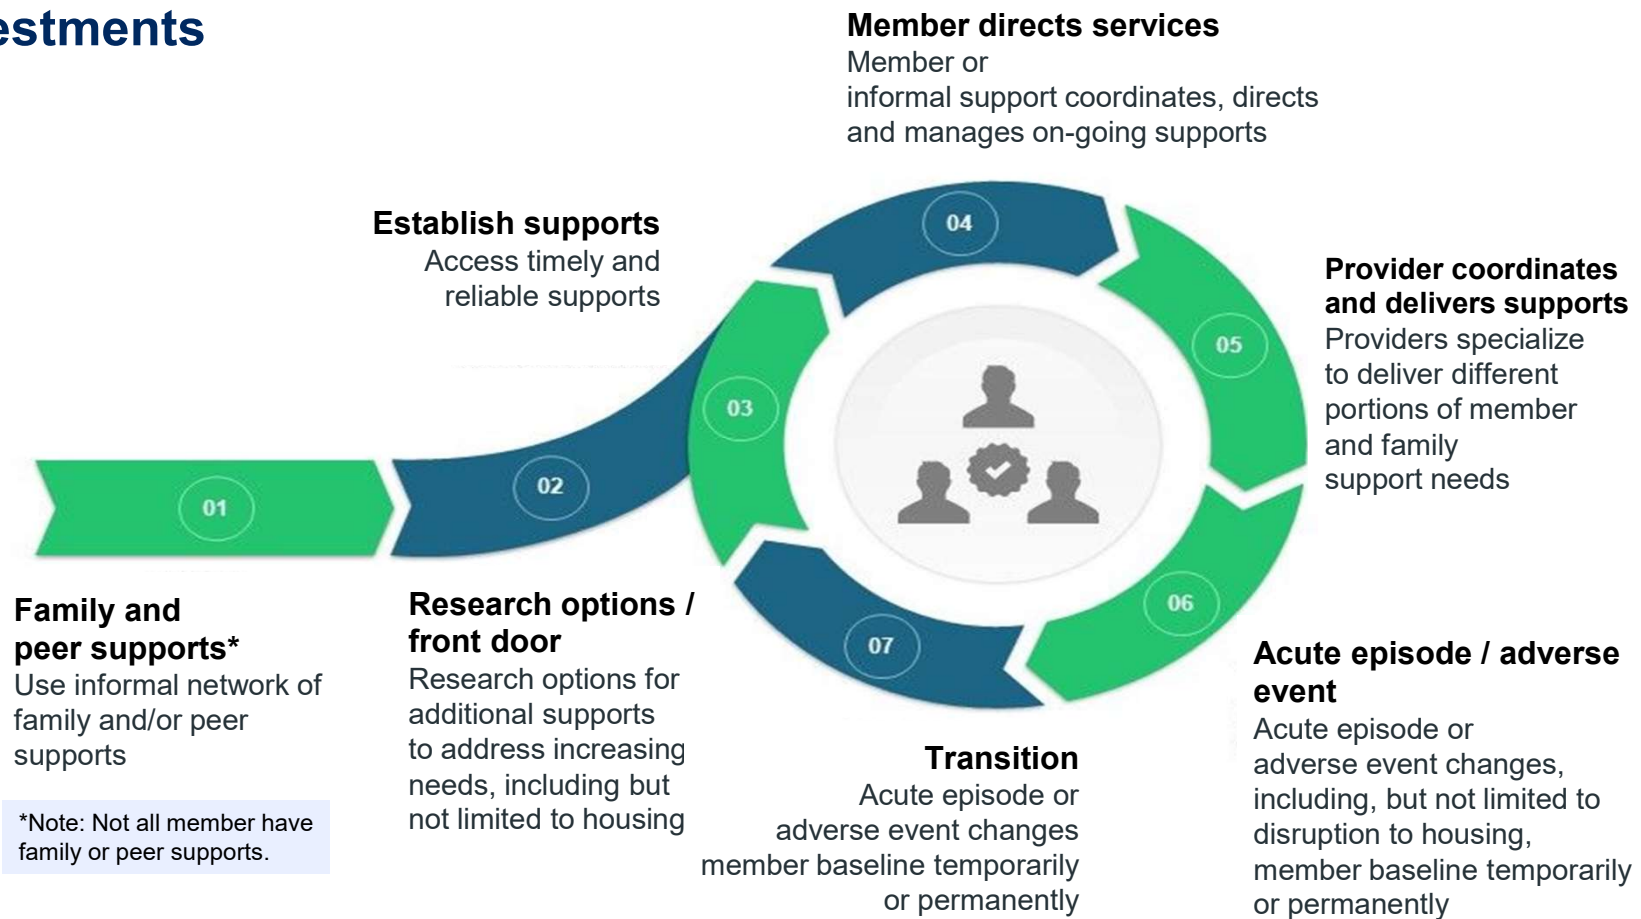 estments
Member directs services
Member or
informal support coordinates, directs
and manages on-going supports
Establish supports
Access timely and
reliable supports
Provider coordinates
and delivers supports
Providers specialize
to deliver different
portions of member
and family
support needs
04
05
03
02
01
06
07
Family and
peer supports*
Use informal network of
family and/or peer
supports
*Note: Not all member have
family or peer supports.
Research options /
front door
Research options for
additional supports
to address increasing
needs, including but
not limited to housing
Transition
Acute episode or
adverse event changes
member baseline temporarily
or permanently
Acute episode / adverse
event
Acute episode or
adverse event changes,
including, but not limited to
disruption to housing,
member baseline temporarily
or permanently